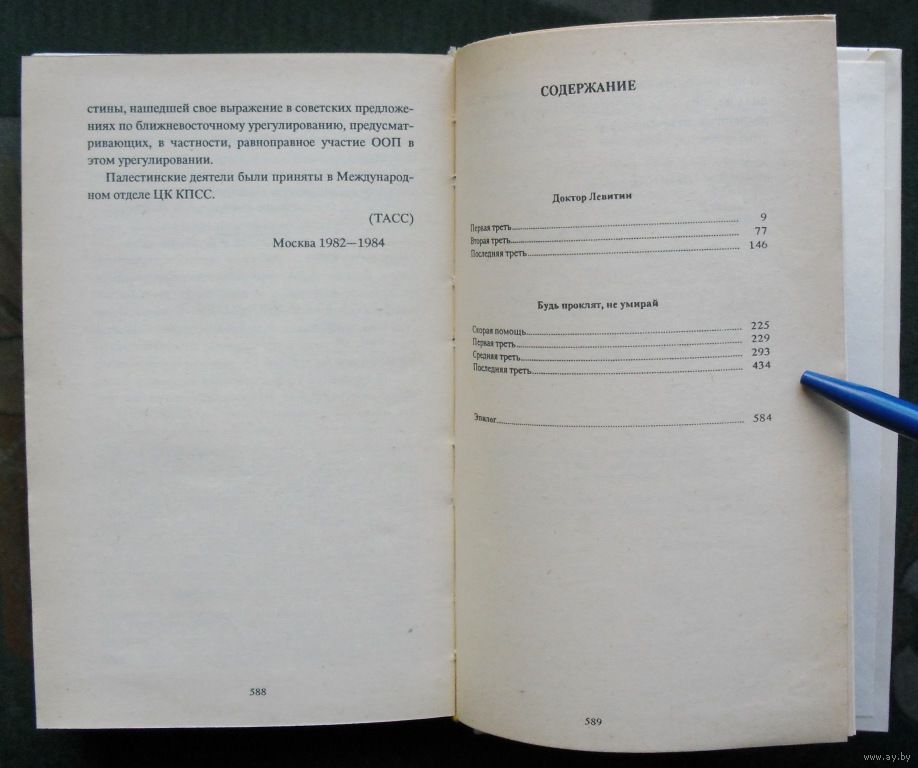 стины, нашедшей свое выражение в советских предложе-
ниях по ближневосточному урегулированию, предусмат-
ривающих, в частности, равноправное участие ООП в
этом урегулировании.
Палестинские деятели были приняты в Международ-
ном отделе ЦК КПСС.
(ТАСС)
Москва 1982—1984
588
СОДЕРЖАНИЕ
Доктор Левитин
Первая треть 9
Вторая треть 77
Последняя треть 146
Будь проклят, не умирай
Скорая помощь 225
Первая треть 229
Средняя треть 293
Последняя треть 434
Эпилог 584
589
www.ay.by